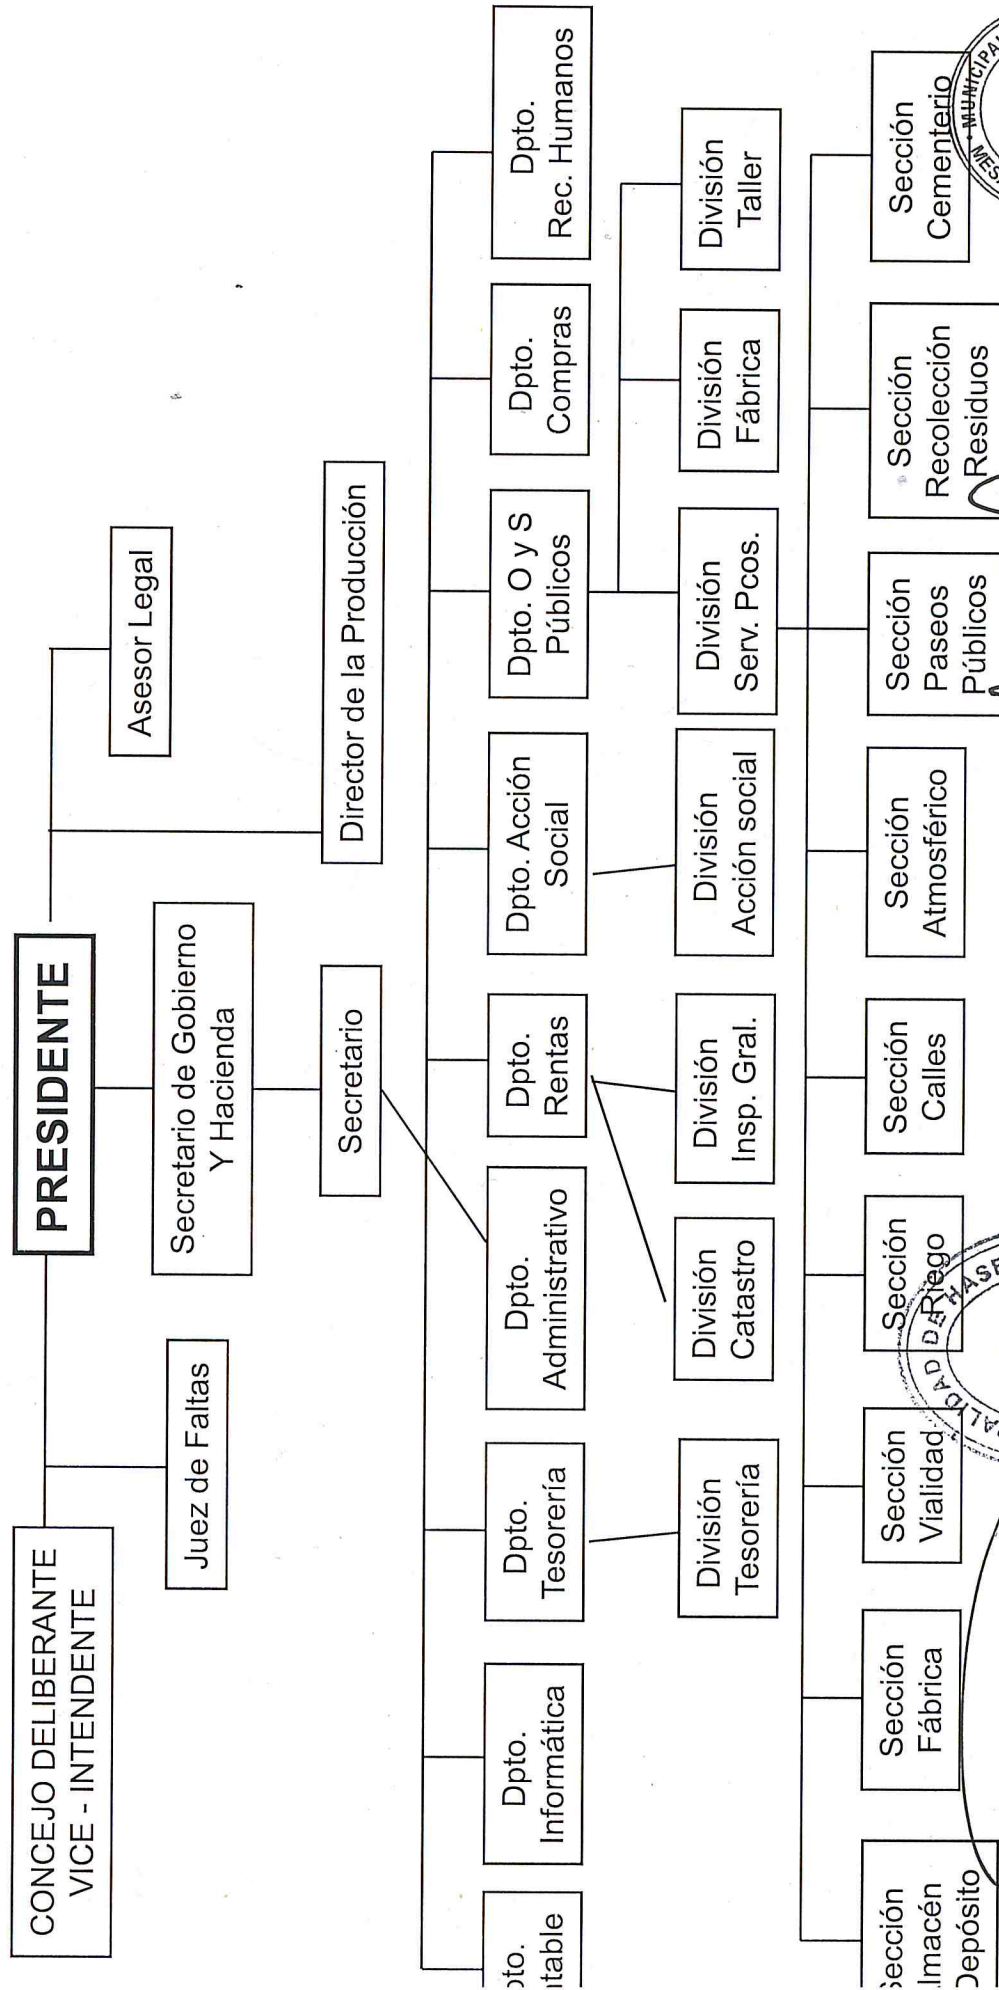 CONCEJO DELIBERANTE
VICE - INTENDENTE
PRESIDENTE
Juez de Faltas
Asesor Legal
Secretario de Gobierno
Y Hacienda
Director de la Producción
Secretario
Dpto.
Informática
Dpto.
Tesorería
Dpto.
Administrativo
Dpto.
Rentas
Dpto. Acción
Social
Dpto. O y S
Públicos
Dpto.
Compras
Dpto.
Rec. Humanos
División
Tesorería
División
Catastro
División
Insp. Gral.
División
Acción social
División
Serv. Pcos.
División
Fábrica
División
Taller
Sección
Almacén
Depósito
Sección
Fábrica
Sección
Vialidad
Sección
Riego
Sección
Calles
Sección
Atmosférico
Sección
Paseos
Públicos
Sección
Recolección
Residuos
Sección
Cementerio